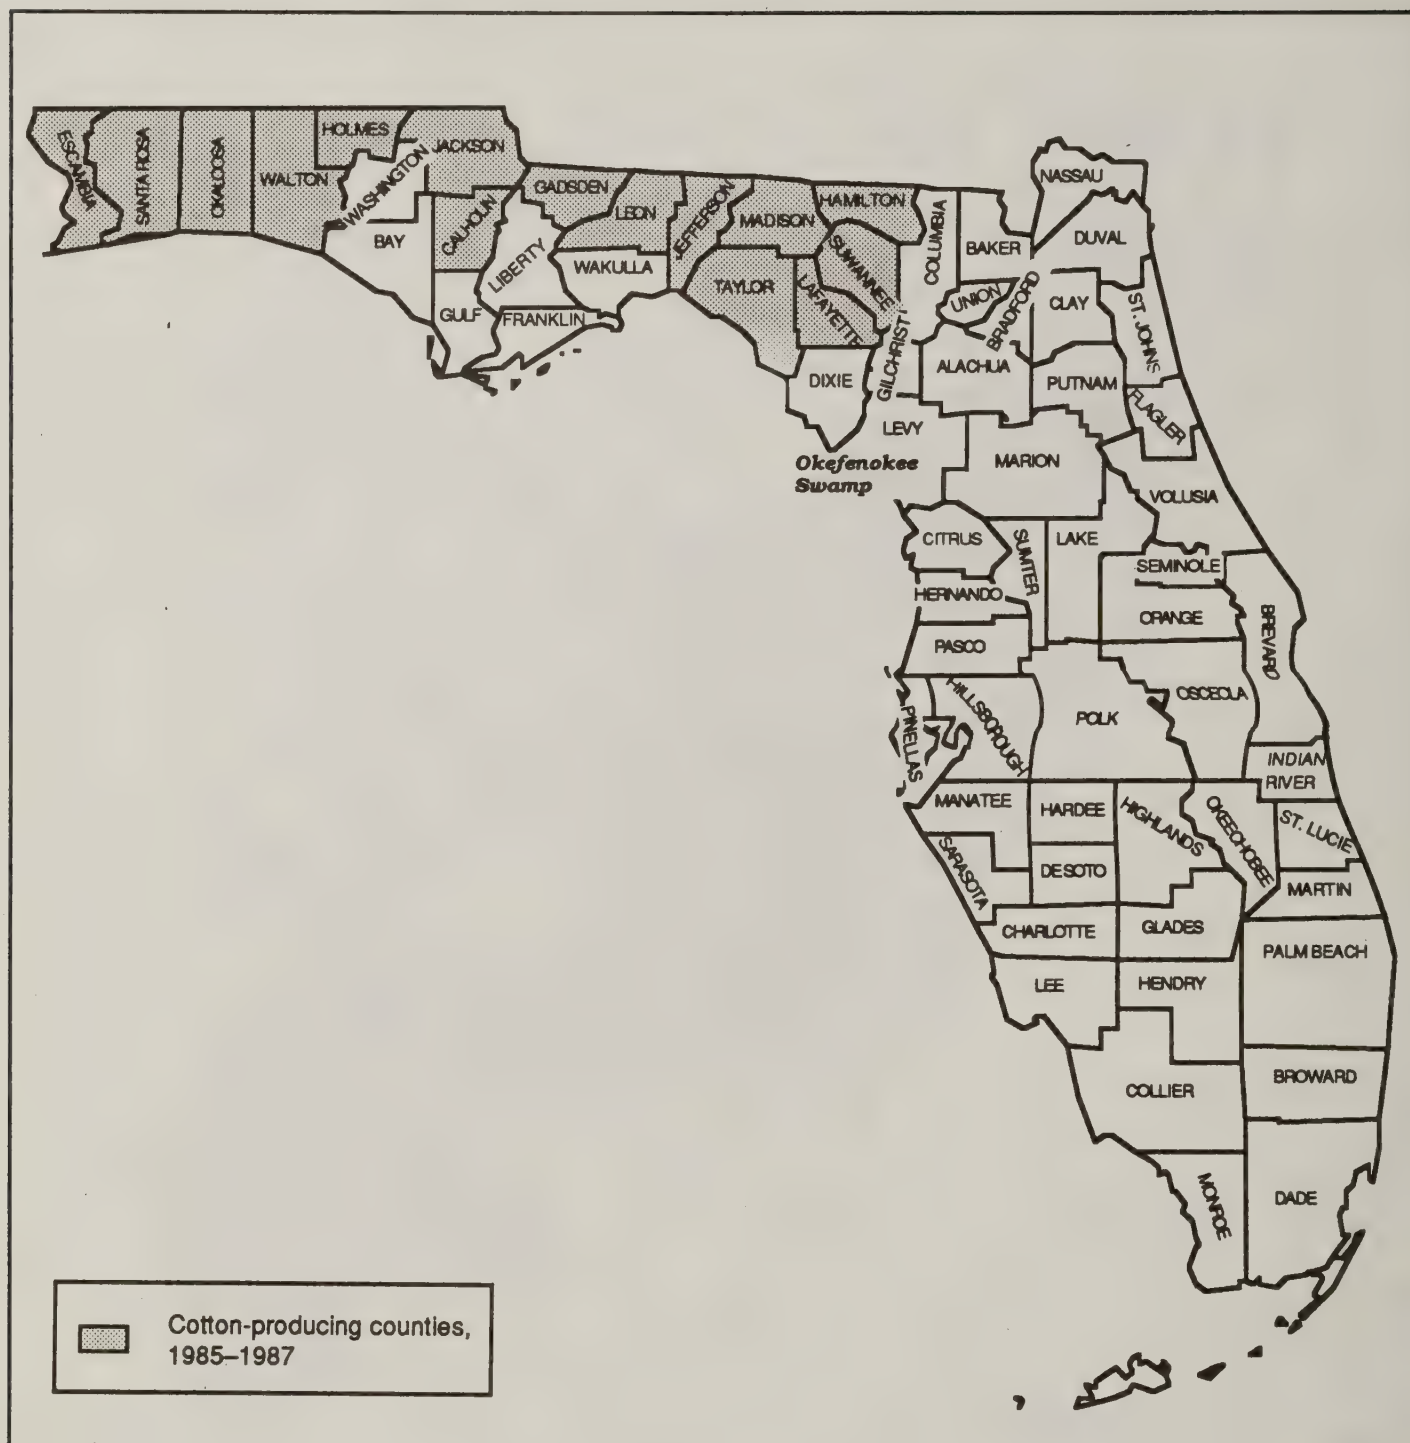 ESCAMBIA
SANTA ROSA
OKALOOSA
WALTON
HOLMES
WASHINGTON
JACKSON
BAY
CALHOUN
GULF
LIBERTY
GADSDEN
FRANKLIN
LEON
WAKULLA
JEFFERSON
MADISON
TAYLOR
HAMILTON
SUWANNEE
LAFAYETTE
DIXIE
COLUMBIA
GILCHRIST
LEVY
BAKER
UNION
BRADFORD
ALACHUA
NASSAU
DUVAL
CLAY
ST. JOHNS
PUTNAM
FLAGLER
MARION
VOLUSIA
Okefenokee
Swamp
CITRUS
SUMTER
LAKE
SEMINOLE
HERNANDO
ORANGE
BREVARD
PASCO
HILLSBOROUGH
PINELLAS
POLK
OSCEOLA
INDIAN
RIVER
MANATEE
HARDEE
HIGHLANDS
OKEECHOBEE
ST. LUCIE
SARASOTA
DESOTO
MARTIN
CHARLOTTE
GLADES
PALM BEACH
LEE
HENDRY
COLLIER
BROWARD
MONROE
DADE
Cotton-producing counties,
1985–1987